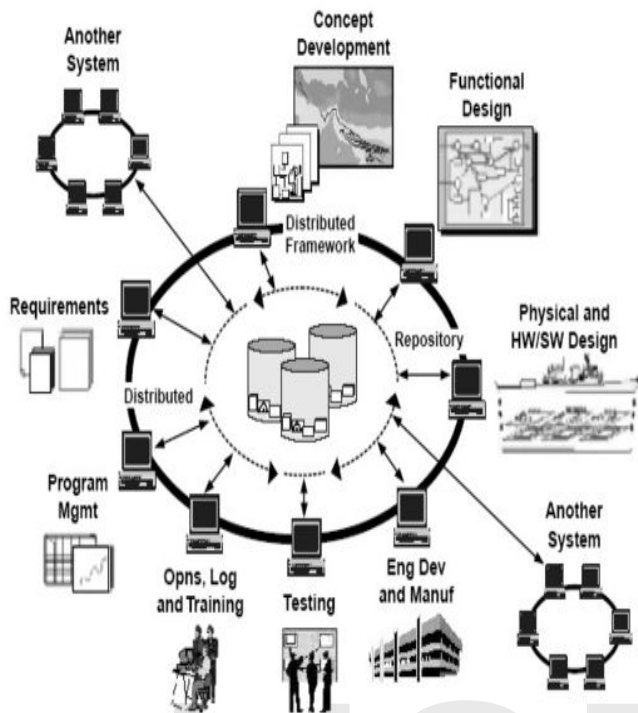 Another
System
Concept
Development
Functional
Design
Distributed
Framework
Requirements
Physical and
HW/SW Design
Repository
Distributed
Program
Mgmt
Opns, Log
and Training
Testing
Eng Dev
and Manuf
Another
System